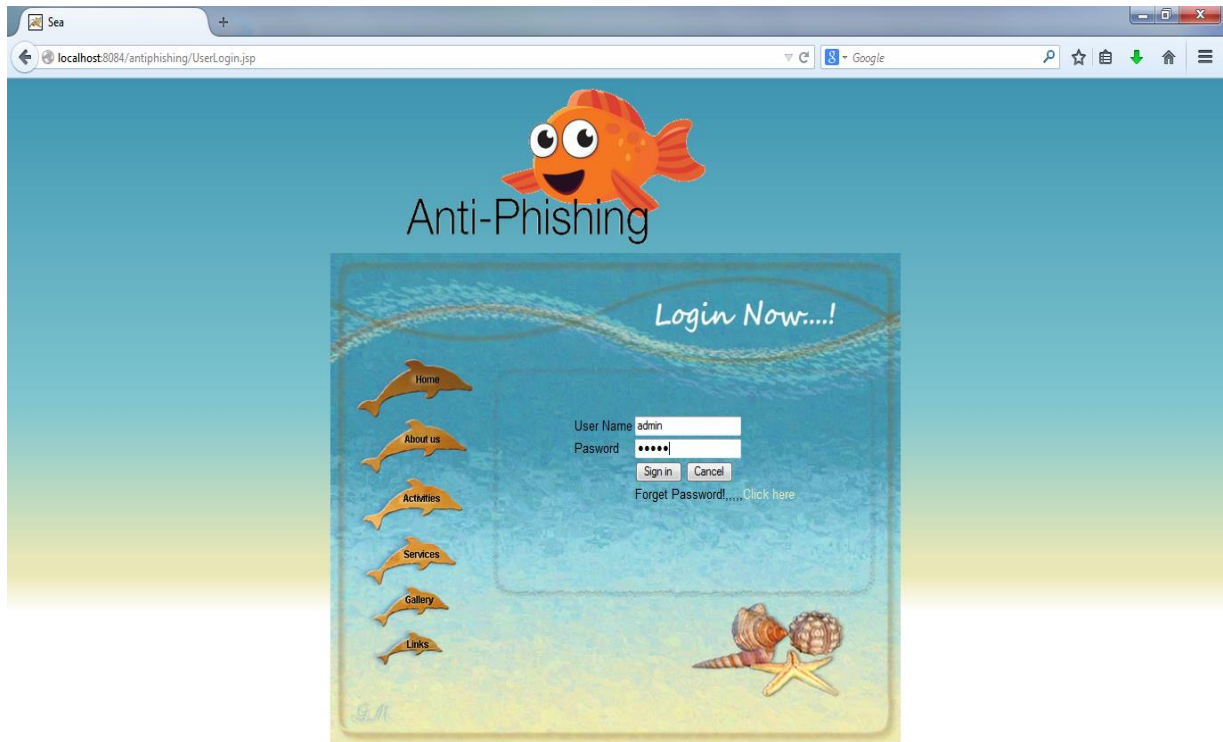 Sea
+
localhost:8084/antiphishing/UserLogin.jsp
8 Google
Anti-Phishing
Login Now....!
Home
About us
Activities
Services
Gallery
Links
User Name admin
Pasword •••••
Sign in Cancel
Forget Password!,,,,,Click here
G.M